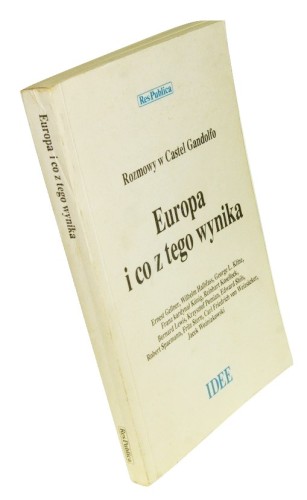 Res Publica
Rozmowy w Castel Gandolfo
Europa
i co z tego wynika
Ernest Gellner, Wilhelm Halbfass, George L. Kline,
Franz kardynał König, Reinhart Koselleck,
Bernard Lewis, Krzysztof Pomian, Edward Shils,
Robert Spaemann, Fritz Stern, Carl Friedrich von Weizsäcker,
Jacek Woźniakowski
IDEE
Europa i co z tego wynika
Res Publica